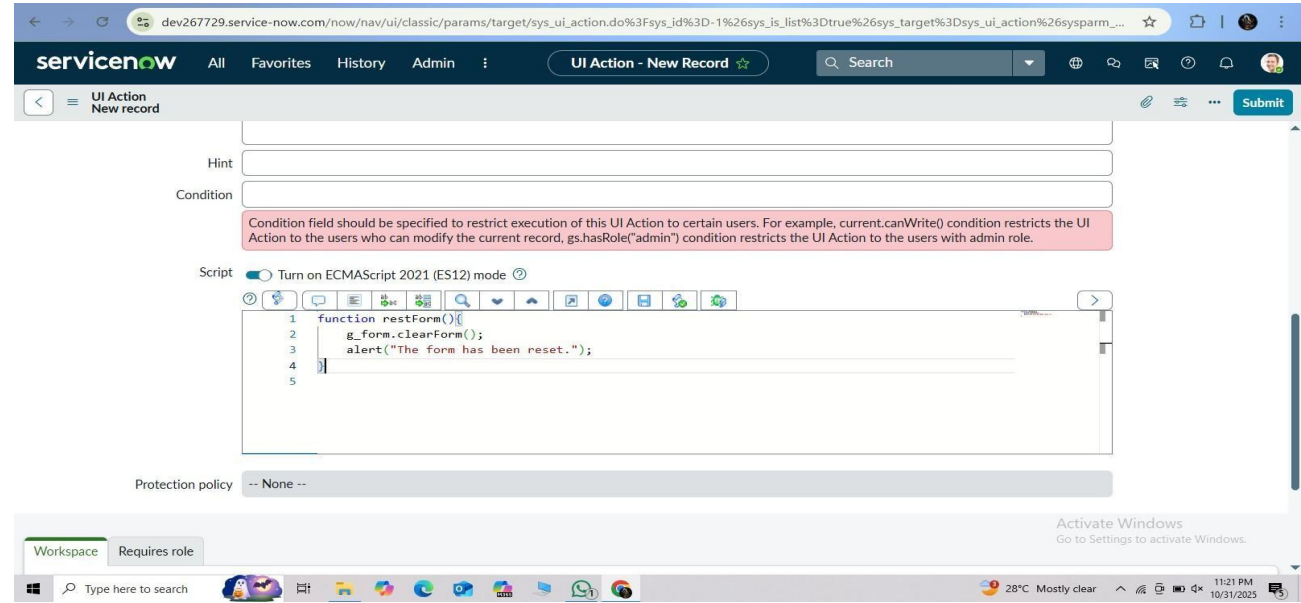 dev267729.service-now.com/now/nav/ui/classic/params/target/sys_ui_action.do%3Fsys_id%3D-1%26sys_is_list%3Dtrue%26sys_target%3Dsys_ui_action%26sysparm_...
servicenow All Favorites History Admin UI Action - New Record Search
UI Action
New record
Submit
Hint
Condition
Condition field should be specified to restrict execution of this UI Action to certain users. For example, current.canWrite() condition restricts the UI
Action to the users who can modify the current record, gs.hasRole("admin") condition restricts the UI Action to the users with admin role.
Script Turn on ECMAScript 2021 (ES12) mode
1 function restForm(){
2 g_form.clearForm();
3 alert("The form has been reset.");
4 }
5
Protection policy -- None --
Activate Windows
Go to Settings to activate Windows.
Workspace Requires role
Type here to search
28°C Mostly clear
11:21 PM
10/31/2025